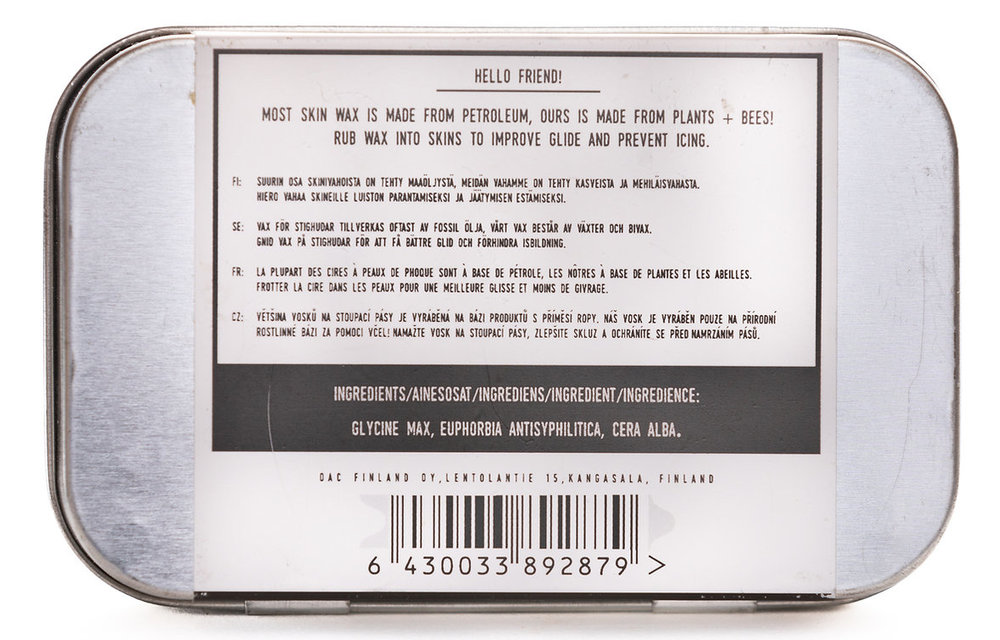 HELLO FRIEND!
MOST SKIN WAX IS MADE FROM PETROLEUM, OURS IS MADE FROM PLANTS + BEES!
RUB WAX INTO SKINS TO IMPROVE GLIDE AND PREVENT ICING.
FI: SUURIN OSA SKINIVAHOISTA ON TEHTY MAAÖLJYSTÄ, MEIDÄN VAHAMME ON TEHTY KASVEISTA JA MEHILÄISVAHASTA.
HIERO VAHAA SKINEILLE LUISTON PARANTAMISEKSI JA JÄÄTYMISEN ESTÄMISEKSI.
SE: VAX FÖR STIGHUDAR TILLVERKAS OFTAST AV FOSSIL ÖLJA, VÅRT VAX BESTÅR AV VÄXTER OCH BIVAX.
GNID VAX PÅ STIGHUDAR FÖR ATT FÅ BÄTTRE GLID OCH FÖRHINDRA ISBILDNING.
FR: LA PLUPART DES CIRES À PEAUX DE PHOQUE SONT À BASE DE PÉTROLE, LES NÔTRES À BASE DE PLANTES ET LES ABEILLES.
FROTTER LA CIRE DANS LES PEAUX POUR UNE MEILLEURE GLISSE ET MOINS DE GIVRAGE.
CZ: VĚTŠINA VOSKŮ NA STOUPACÍ PÁSY JE VYRÁBĚNÁ NA BÁZI PRODUKTŮ S PŘÍMĚSÍ ROPY. NÁŠ VOSK JE VYRÁBĚN POUZE NA PŘÍRODNÍ
ROSTLINNÉ BÁZI ZA POMOCI VČEL! NAMAŽTE VOSK NA STOUPACÍ PÁSY, ZLEPŠÍTE SKLUZ A OCHRÁNÍTE SE PŘED NAMRZÁNÍM PÁSŮ.
INGREDIENTS/AINESOSAT/INGREDIENS/INGREDIENT/INGREDIENCE:
GLYCINE MAX, EUPHORBIA ANTISYPHILITICA, CERA ALBA.
OAC FINLAND OY,LENTOLANTIE 15,KANGASALA, FINLAND
6 430033 892879 >